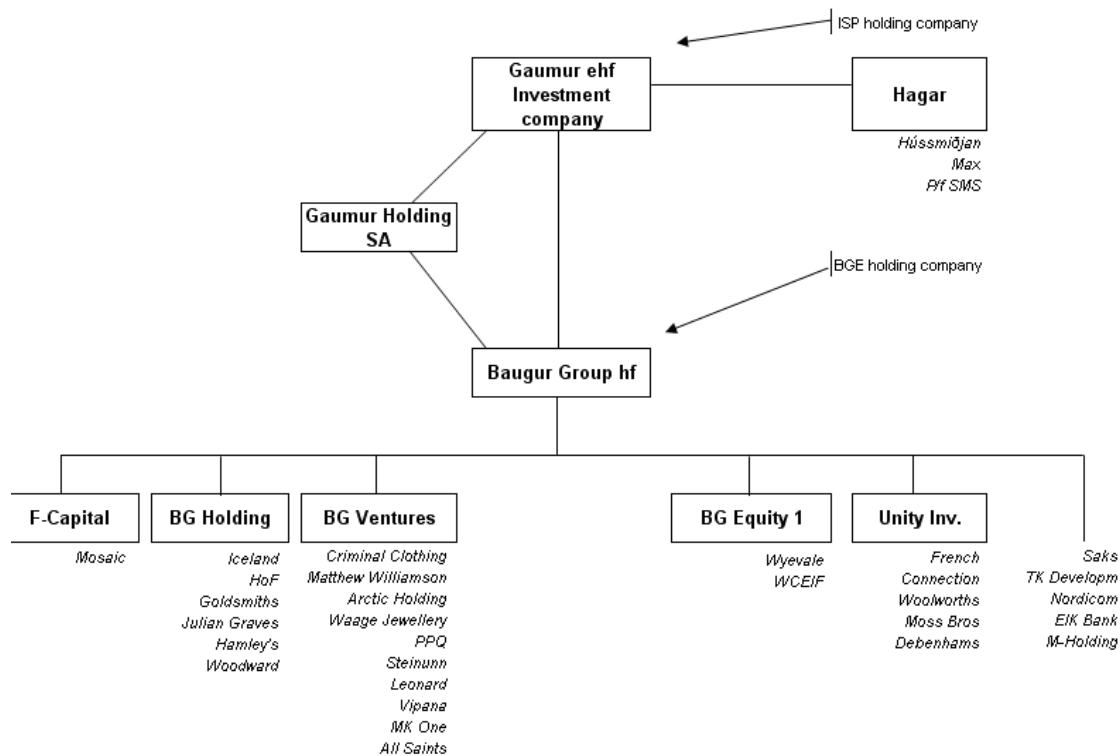 ISP holding company
Gaumur ehf
Investment
company
Hagar
Hússmiðjan
Max
P/f SMS
Gaumur Holding
SA
BGE holding company
Baugur Group hf
F-Capital
Mosaic
BG Holding
Iceland
HoF
Goldsmiths
Julian Graves
Hamley's
Woodward
BG Ventures
Criminal Clothing
Matthew Williamson
Arctic Holding
Waage Jewellery
PPQ
Steinunn
Leonard
Vipana
MK One
All Saints
BG Equity 1
Wyevale
WCEIF
Unity Inv.
French
Connection
Woolworths
Moss Bros
Debenhams
Saks
TK Developm
Nordicom
EIK Bank
M-Holding